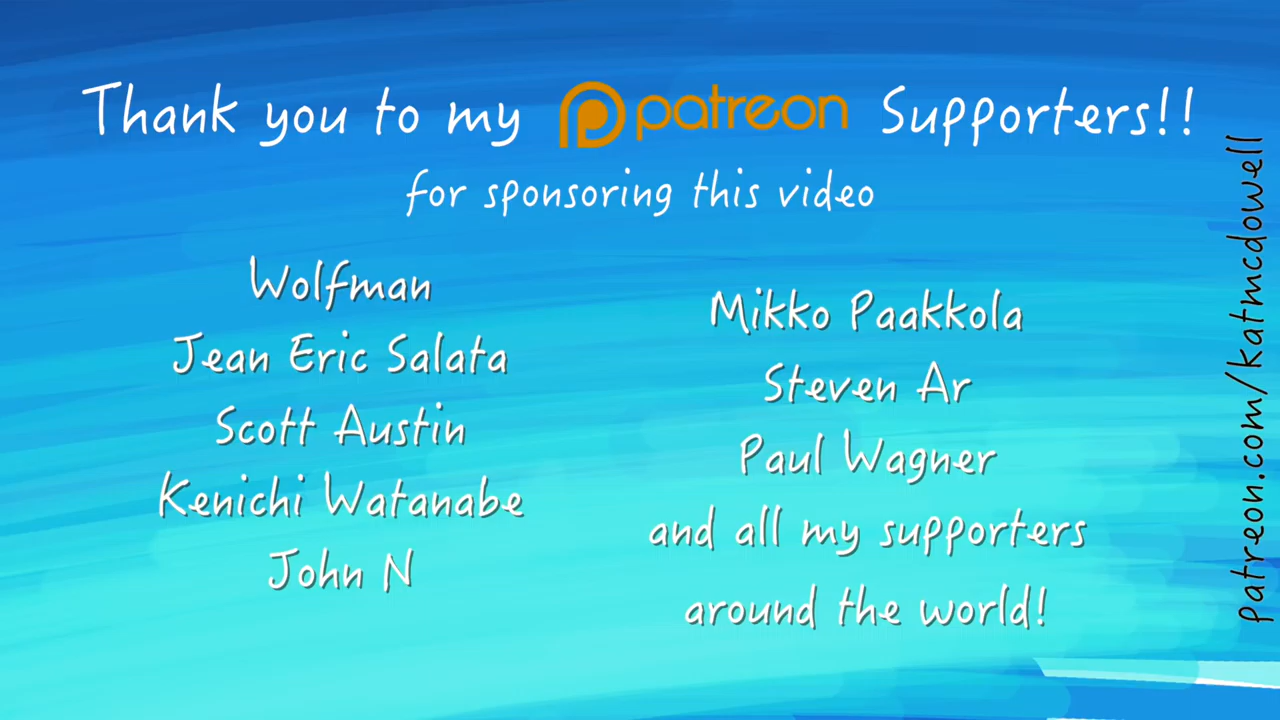 Thank you to my patreon Supporters!!
for sponsoring this video
Wolfman
Jean Eric Salata
Scott Austin
Kenichi Watanabe
John N
Mikko Paakkola
Steven Ar
Paul Wagner
and all my supporters
around the world!
patreon.com/katmcdowell